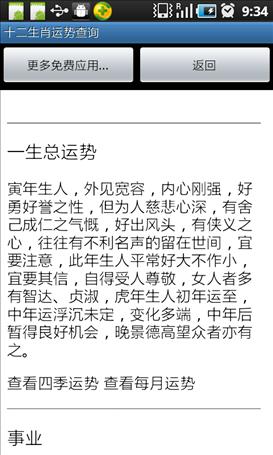 9:34
十二生肖运势查询
更多免费应用... 返回
一生总运势
寅年生人，外见宽容，内心刚强，好
勇好誉之性，但为人慈悲心深，有舍
己成仁之气慨，好出风头，有侠义之
心，往往有不利名声的留在世间，宜
要注意，此年生人平常好大不作小，
宜要其信，自得受人尊敬，女人者多
有智达、贞淑，虎年生人初年运至，
中年运浮沉未定，变化多端，中年后
暂得良好机会，晚景德高望众者亦有
之。
查看四季运势 查看每月运势
事业